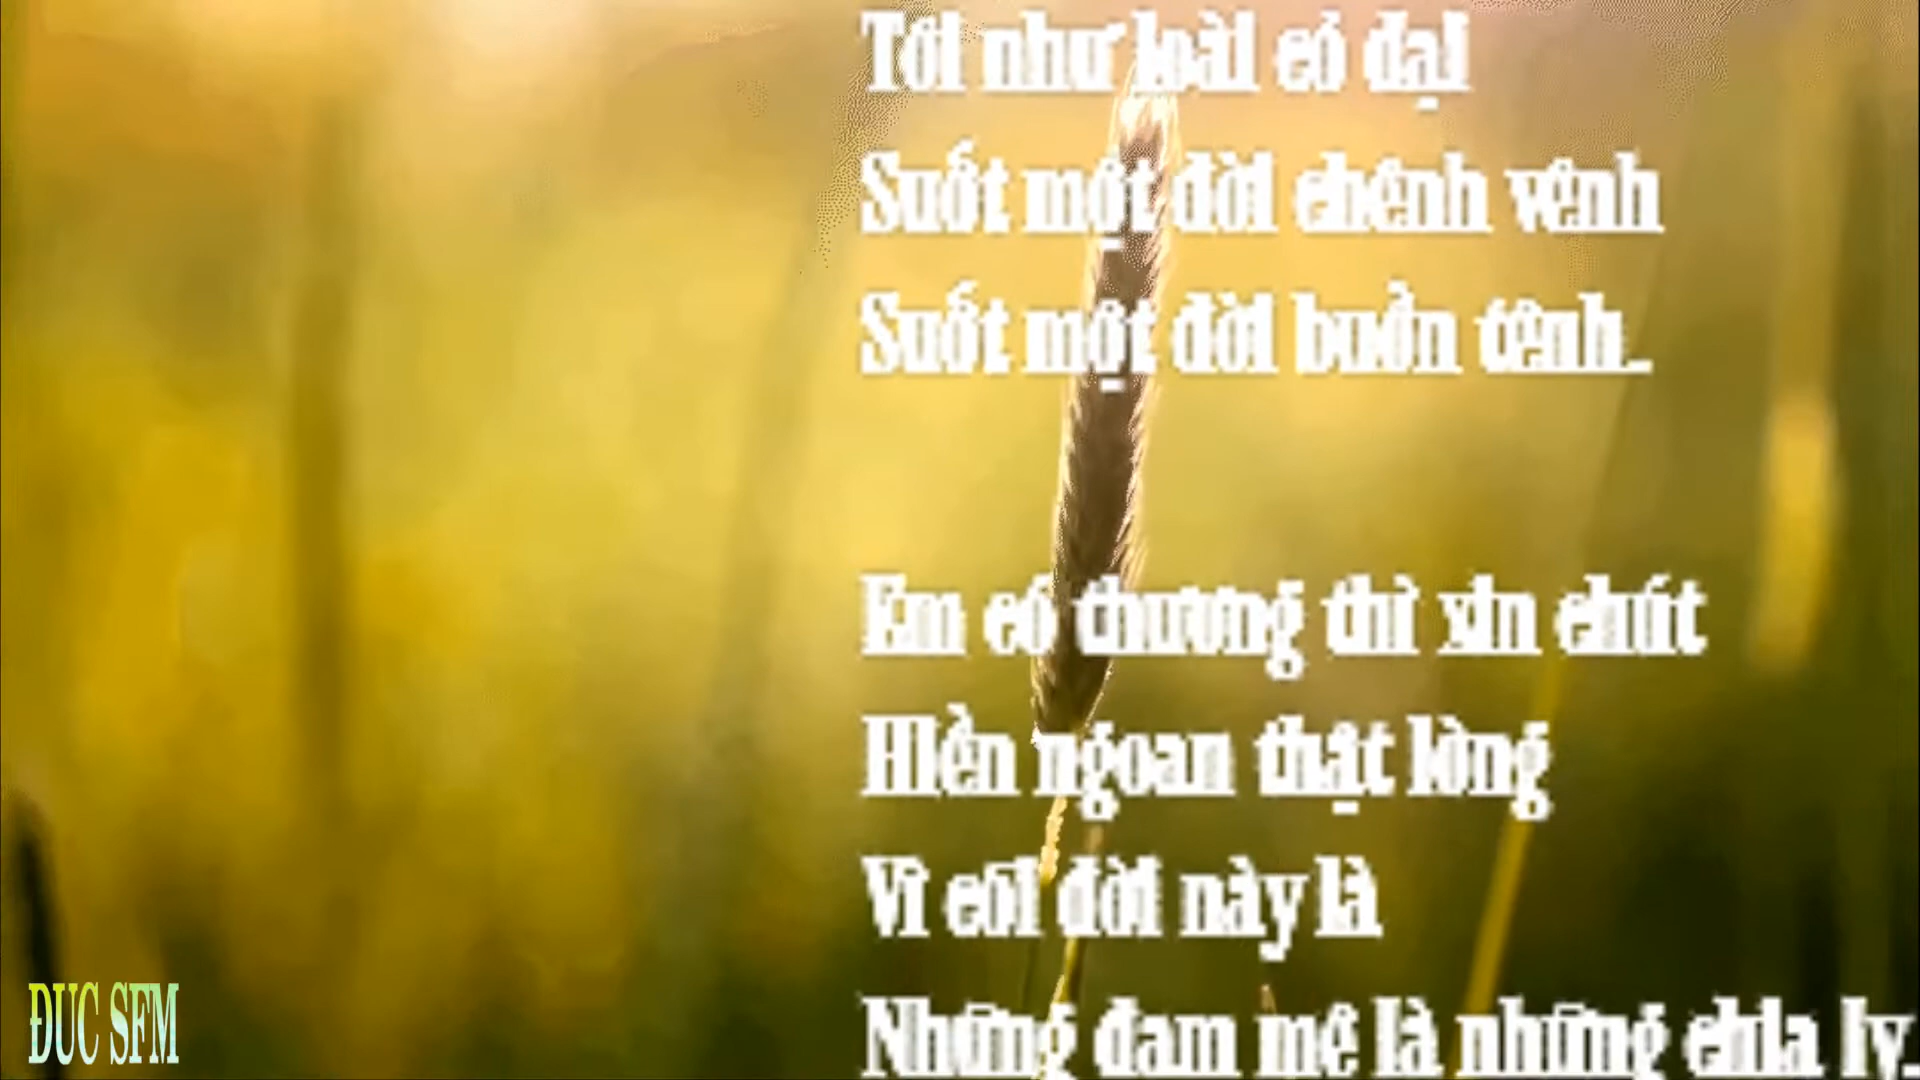 Tôi như loài cỏ dại
Suốt một đời chênh vênh
Suốt một đời buồn tênh.
Em có thương thì xin chút
Hiền ngoan thật lòng
Vì cõi đời này là
Những đam mê là những chia ly.
ĐUC SFM